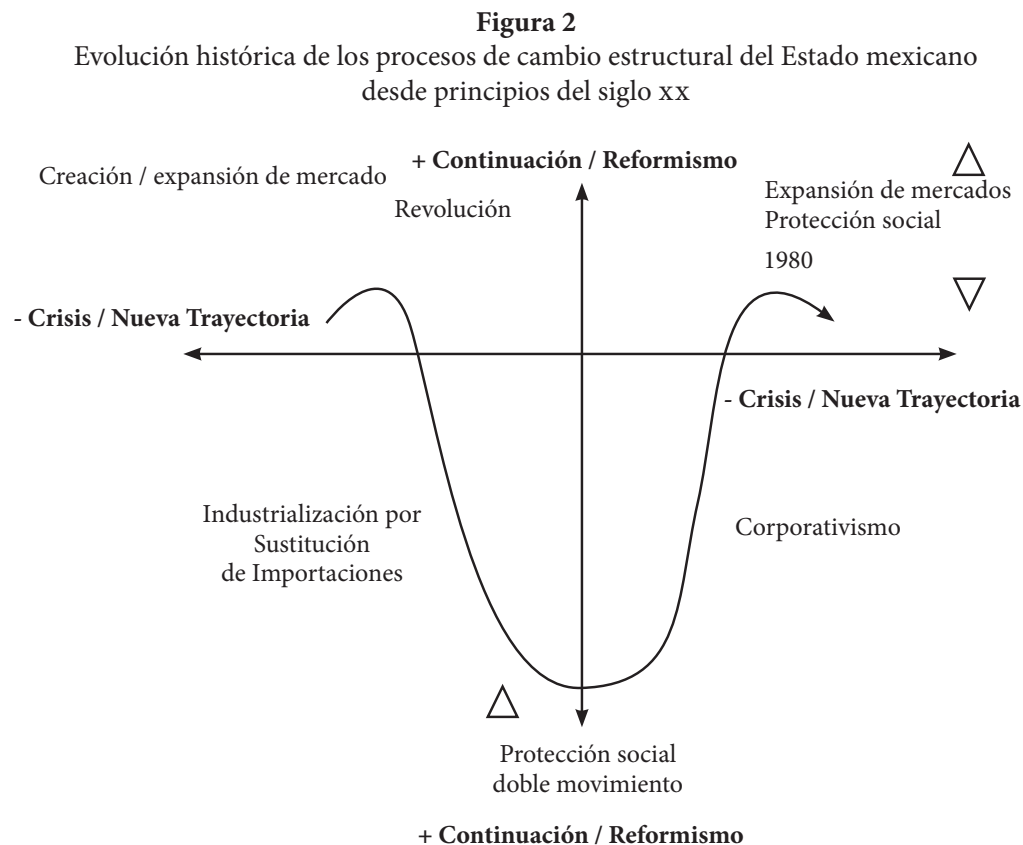 Figura 2
Evolución histórica de los procesos de cambio estructural del Estado mexicano
desde principios del siglo xx
+ Continuación / Reformismo
Creación / expansión de mercado
Revolución
Expansión de mercados
Protección social
1980
- Crisis / Nueva Trayectoria
- Crisis / Nueva Trayectoria
Industrialización por
Sustitución
de Importaciones
Corporativismo
Protección social
doble movimiento
+ Continuación / Reformismo